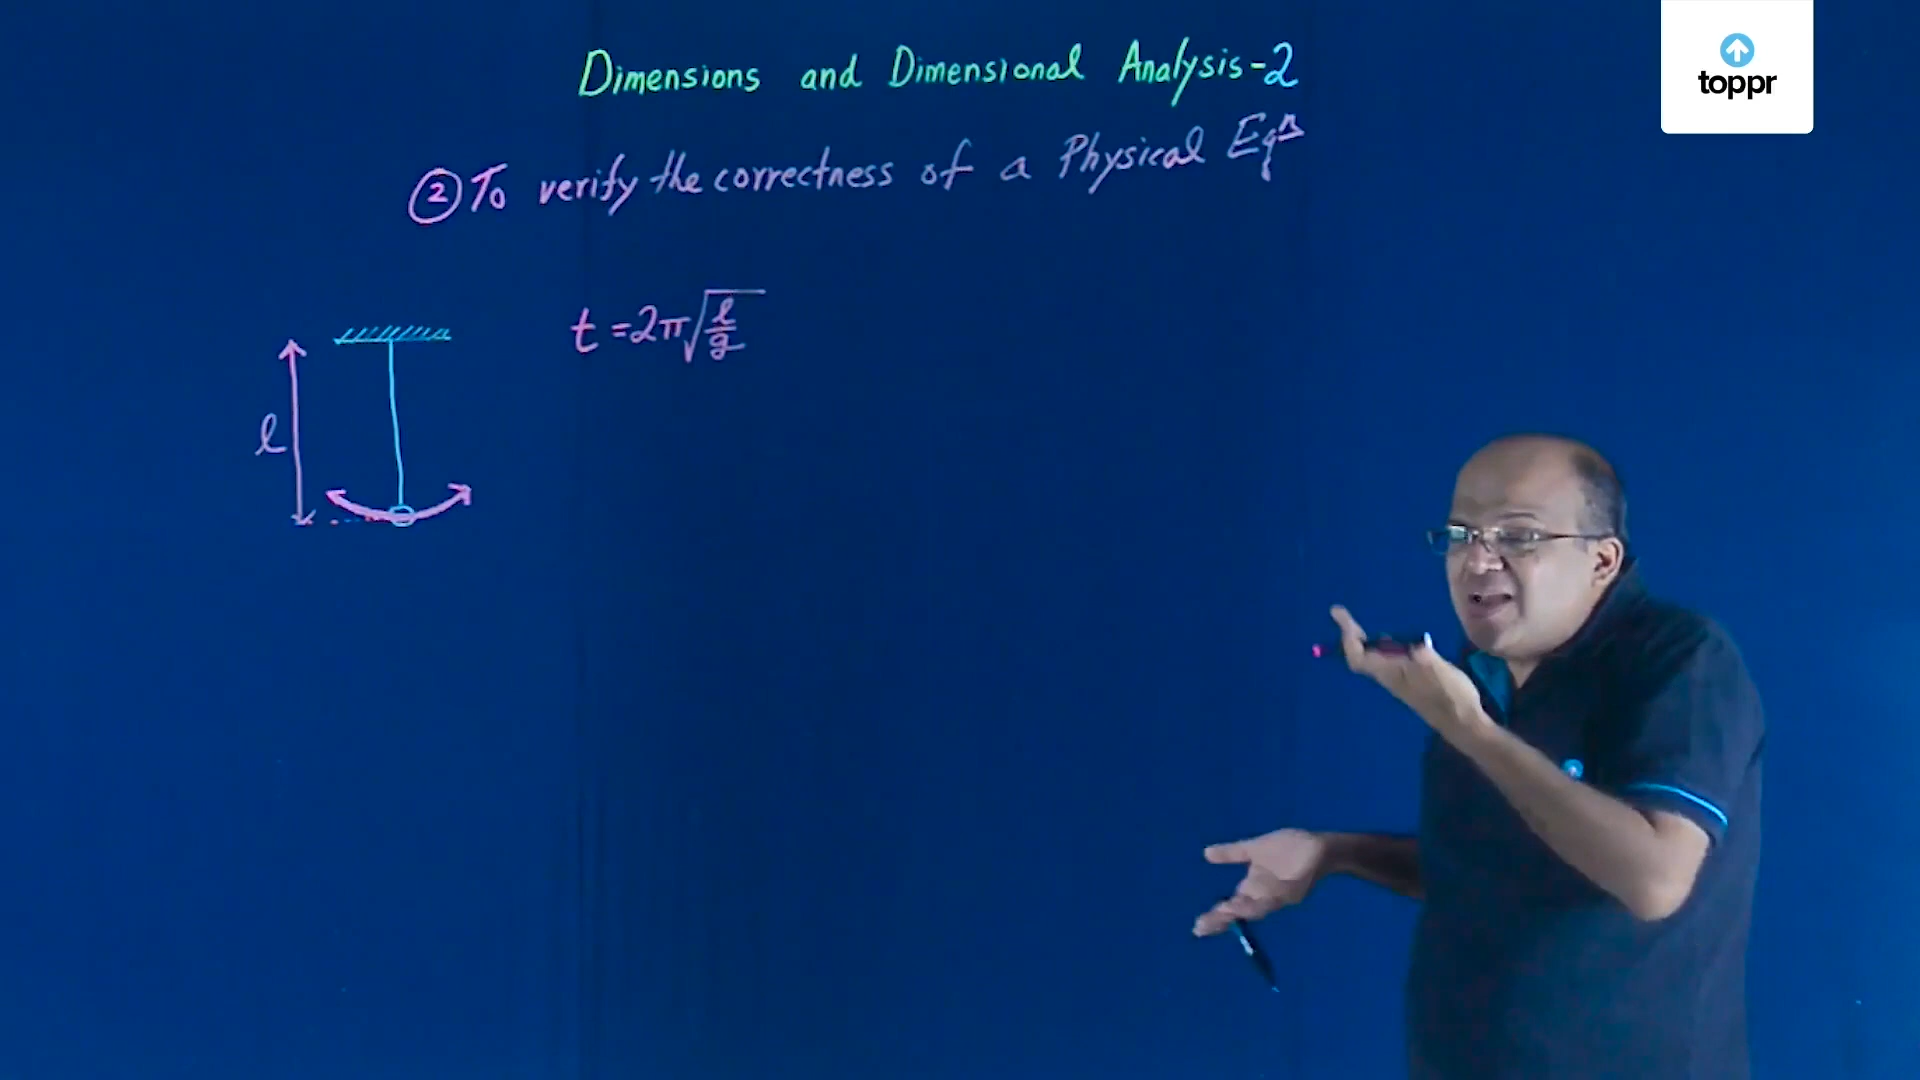 Dimensions and Dimensional Analysis-2
toppr
② To verify the correctness of a Physical Eqⁿ
t = 2π√(l/g)
l